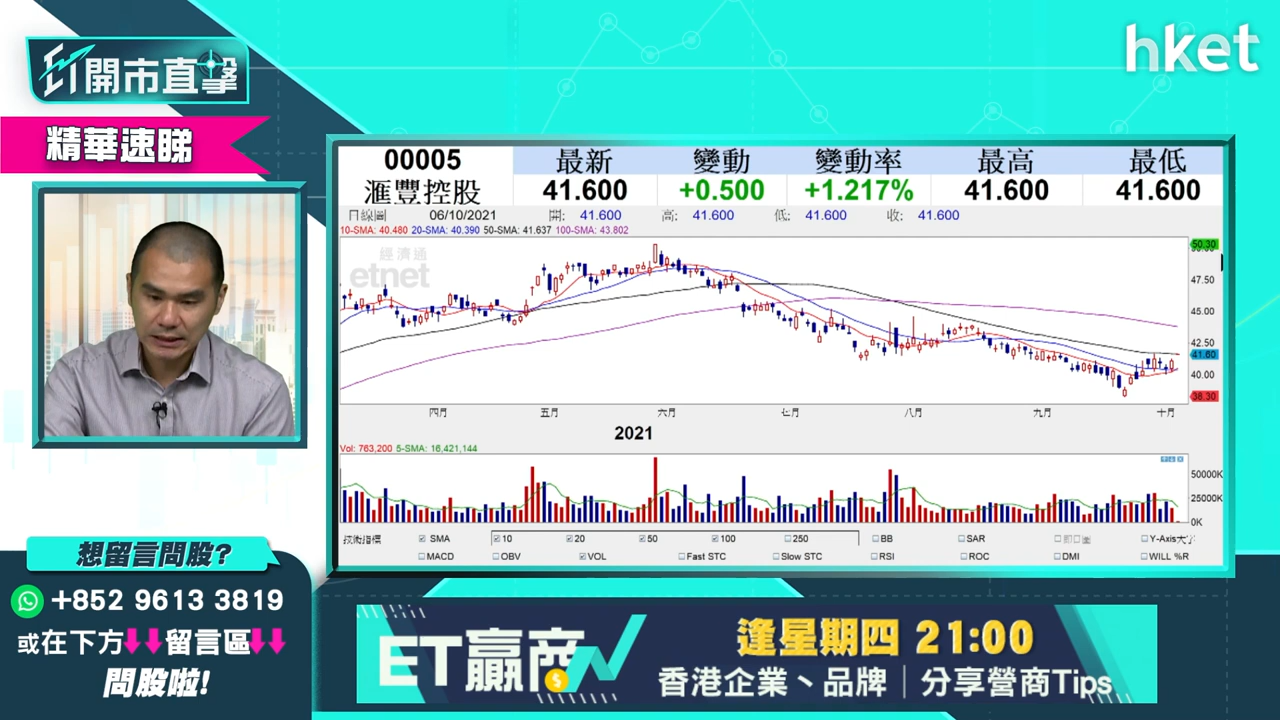 ET開市直擊
hket
精華速睇
00005 最新 變動 變動率 最高 最低
滙豐控股 41.600 +0.500 +1.217% 41.600 41.600
日線圖 06/10/2021 開: 41.600 高: 41.600 低: 41.600 收: 41.600
10-SMA: 40.480 20-SMA: 40.390 50-SMA: 41.637 100-SMA: 43.802
經濟通
etnet
50.30
47.50
45.00
42.50
41.60
40.00
38.30
四月 五月 六月 七月 八月 九月 十月
2021
Vol: 763,200 5-SMA: 16,421,144
50000K
25000K
0K
技術指標 SMA 10 20 50 100 250 BB SAR Y-Axis大字
MACD OBV VOL Fast STC Slow STC RSI ROC DMI WILL %R
想留言問股?
+852 9613 3819
或在下方留言區
問股啦!
ET贏商 $
逢星期四 21:00
香港企業、品牌｜分享營商Tips